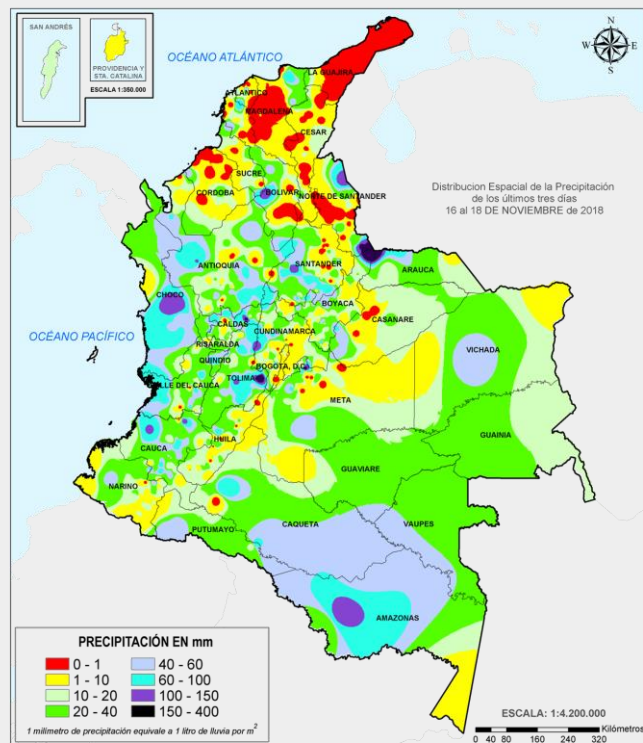 SAN ANDRÉS
PROVIDENCIA Y
STA. CATALINA
ESCALA 1:350.000
OCÉANO ATLÁNTICO
N
W E
S
LA GUAJIRA
ATLANTICO
MAGDALENA
CESAR
SUCRE
CORDOBA
BOLIVAR
NORTE DE SANTANDER
Distribucion Espacial de la Precipitación
de los últimos tres días
16 al 18 DE NOVIEMBRE de 2018
ANTIOQUIA
SANTANDER
ARAUCA
CHOCO
BOYACA
CASANARE
OCÉANO PACÍFICO
CALDAS
CUNDINAMARCA
RISARALDA
VICHADA
QUINDIO
BOGOTA, D.C.
TOLIMA
VALLE DEL CAUCA
META
GUAINIA
HUILA
CAUCA
GUAVIARE
NARIÑO
PUTUMAYO
CAQUETA
VAUPES
AMAZONAS
PRECIPITACIÓN EN mm
0 - 1 40 - 60
1 - 10 60 - 100
10 - 20 100 - 150
20 - 40 150 - 400
1 milimetro de precipitación equivale a 1 litro de lluvia por m²
ESCALA: 1:4.200.000
Kilómetros
0 40 80 160 240 320